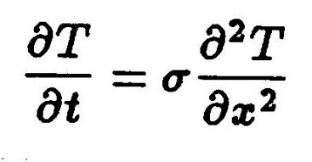 ∂T/∂t = σ ∂²T/∂x²